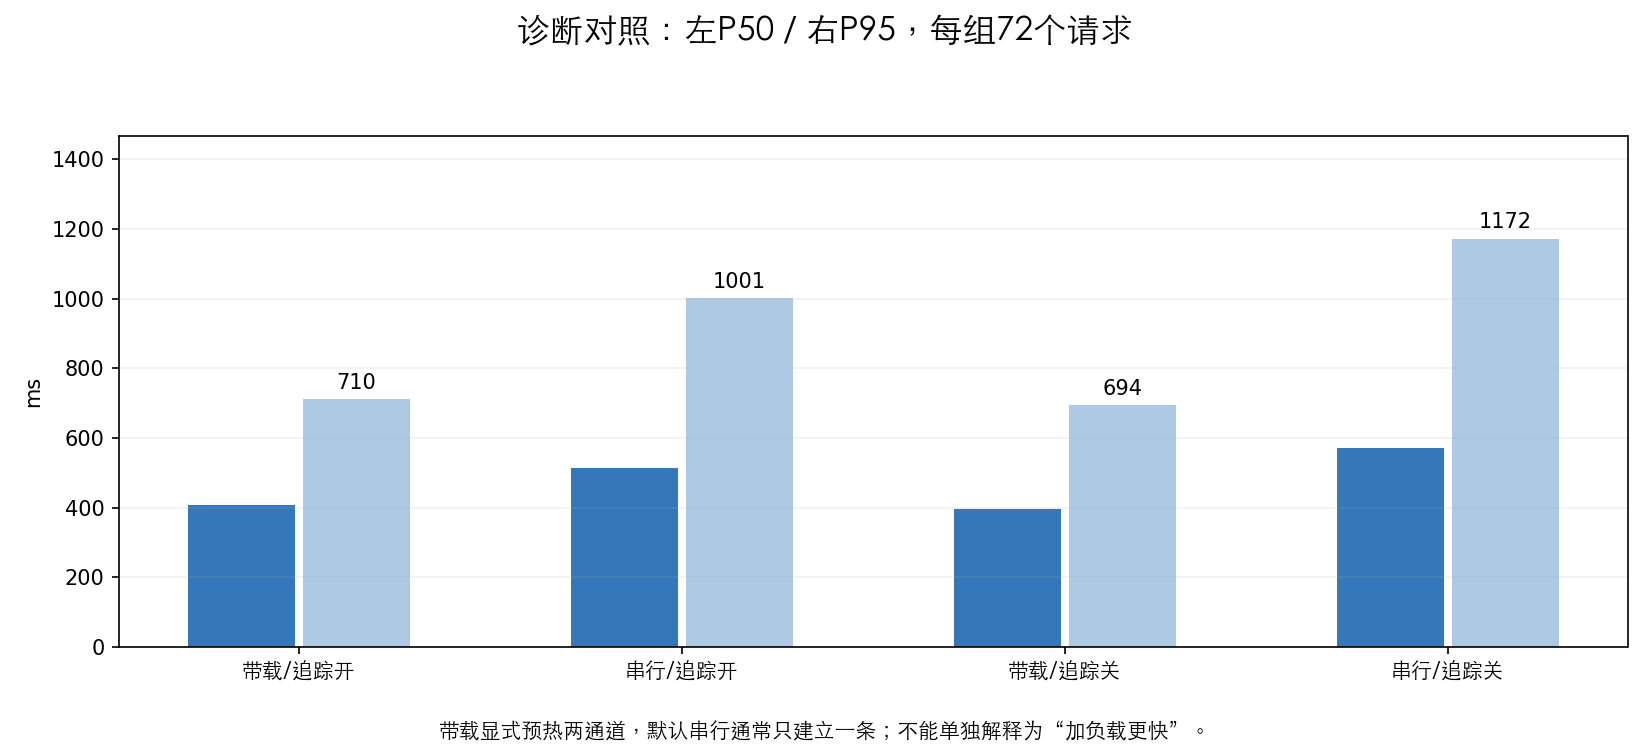 诊断对照：左P50 / 右P95，每组72个请求
1400
1200
1000
800
600
400
200
0
ms
710
1001
694
1172
带载/追踪开
串行/追踪开
带载/追踪关
串行/追踪关
带载显式预热两通道，默认串行通常只建立一条；不能单独解释为“加负载更快”。